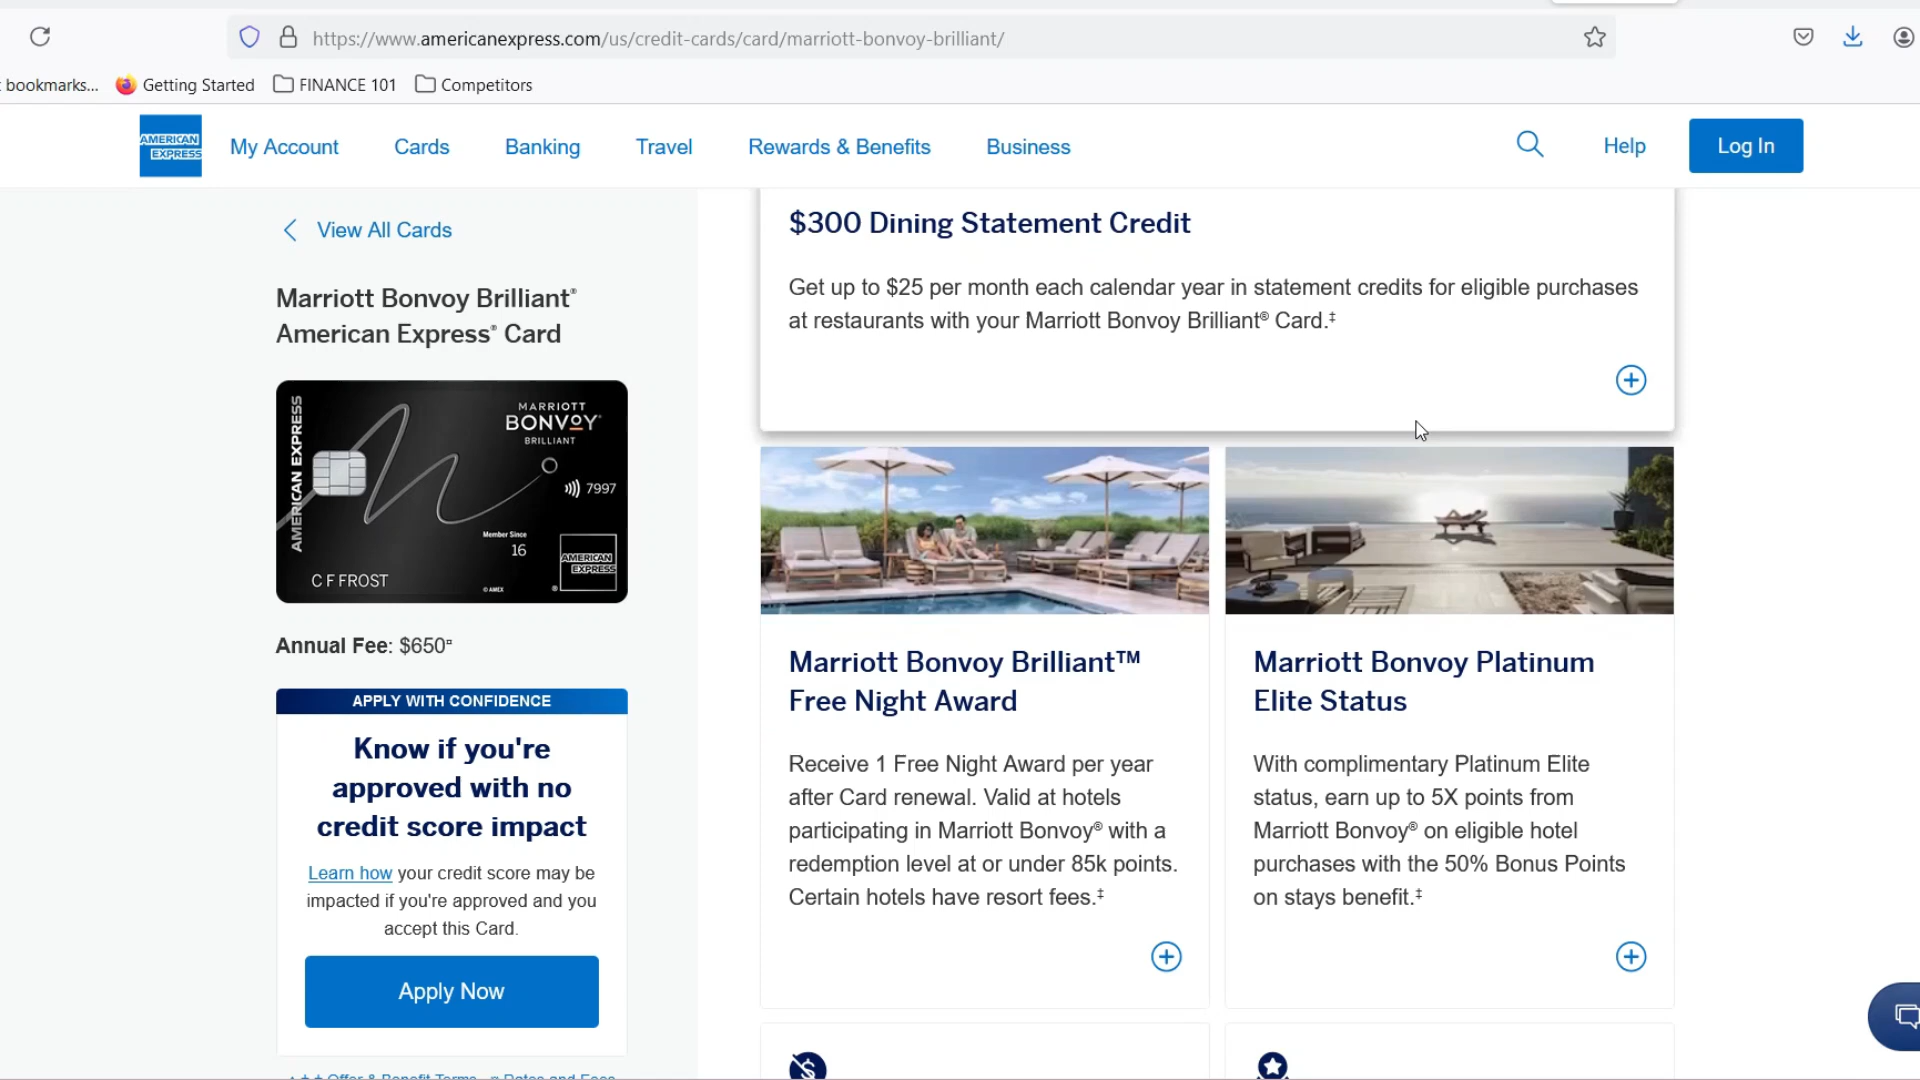 https://www.americanexpress.com/us/credit-cards/card/marriott-bonvoy-brilliant/
bookmarks...
Getting Started
FINANCE 101
Competitors
AMERICAN
EXPRESS
My Account
Cards
Banking
Travel
Rewards & Benefits
Business
Help
Log In
View All Cards
Marriott Bonvoy Brilliant®
American Express® Card
AMERICAN EXPRESS
MARRIOTT
BONVOY®
BRILLIANT
7997
Member Since
16
AMERICAN
EXPRESS
C F FROST
© AMEX
®
Annual Fee: $650¤
APPLY WITH CONFIDENCE
Know if you're
approved with no
credit score impact
Learn how your credit score may be
impacted if you're approved and you
accept this Card.
Apply Now
Offer & Benefit Terms ¤ Rates and Fees
$300 Dining Statement Credit
Get up to $25 per month each calendar year in statement credits for eligible purchases
at restaurants with your Marriott Bonvoy Brilliant® Card.‡
Marriott Bonvoy Brilliant™
Free Night Award
Receive 1 Free Night Award per year
after Card renewal. Valid at hotels
participating in Marriott Bonvoy® with a
redemption level at or under 85k points.
Certain hotels have resort fees.‡
Marriott Bonvoy Platinum
Elite Status
With complimentary Platinum Elite
status, earn up to 5X points from
Marriott Bonvoy® on eligible hotel
purchases with the 50% Bonus Points
on stays benefit.‡